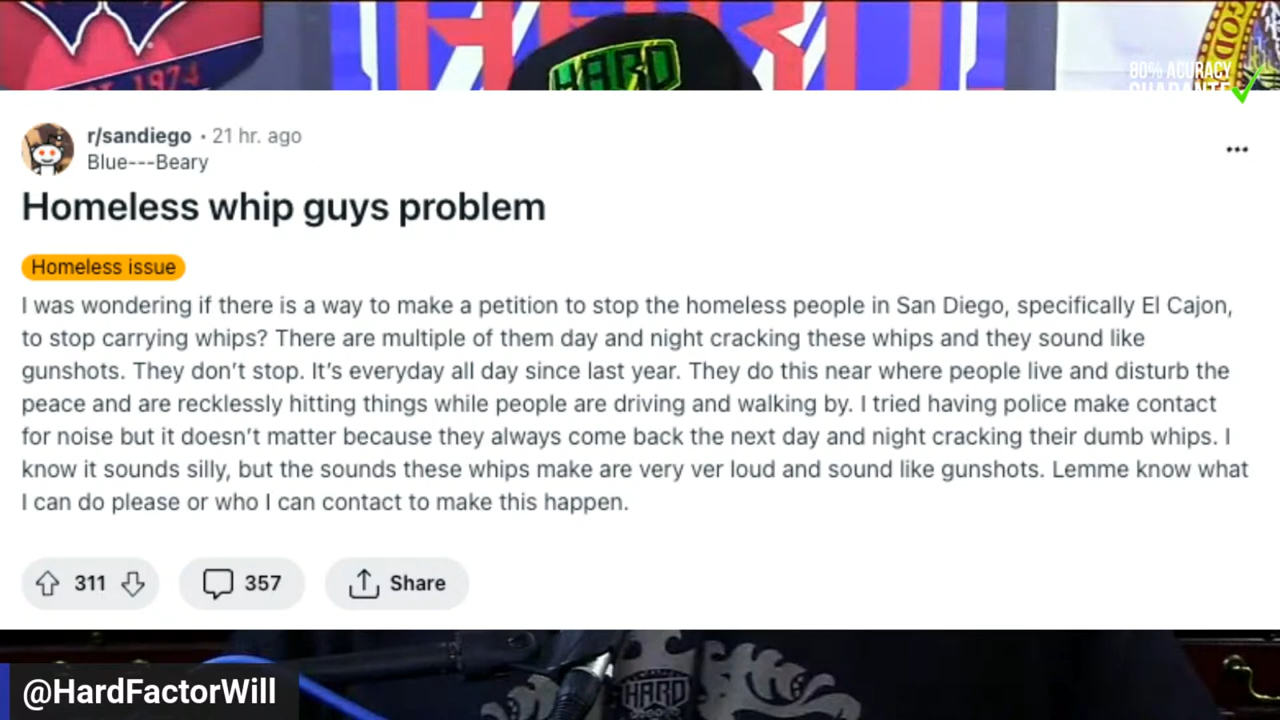 1974
HARD
HARD
GOD
80% ACURACY
r/sandiego • 21 hr. ago
Blue---Beary
Homeless whip guys problem
Homeless issue
I was wondering if there is a way to make a petition to stop the homeless people in San Diego, specifically El Cajon,
to stop carrying whips? There are multiple of them day and night cracking these whips and they sound like
gunshots. They don't stop. It's everyday all day since last year. They do this near where people live and disturb the
peace and are recklessly hitting things while people are driving and walking by. I tried having police make contact
for noise but it doesn't matter because they always come back the next day and night cracking their dumb whips. I
know it sounds silly, but the sounds these whips make are very ver loud and sound like gunshots. Lemme know what
I can do please or who I can contact to make this happen.
311
357
Share
@HardFactorWill
HARD